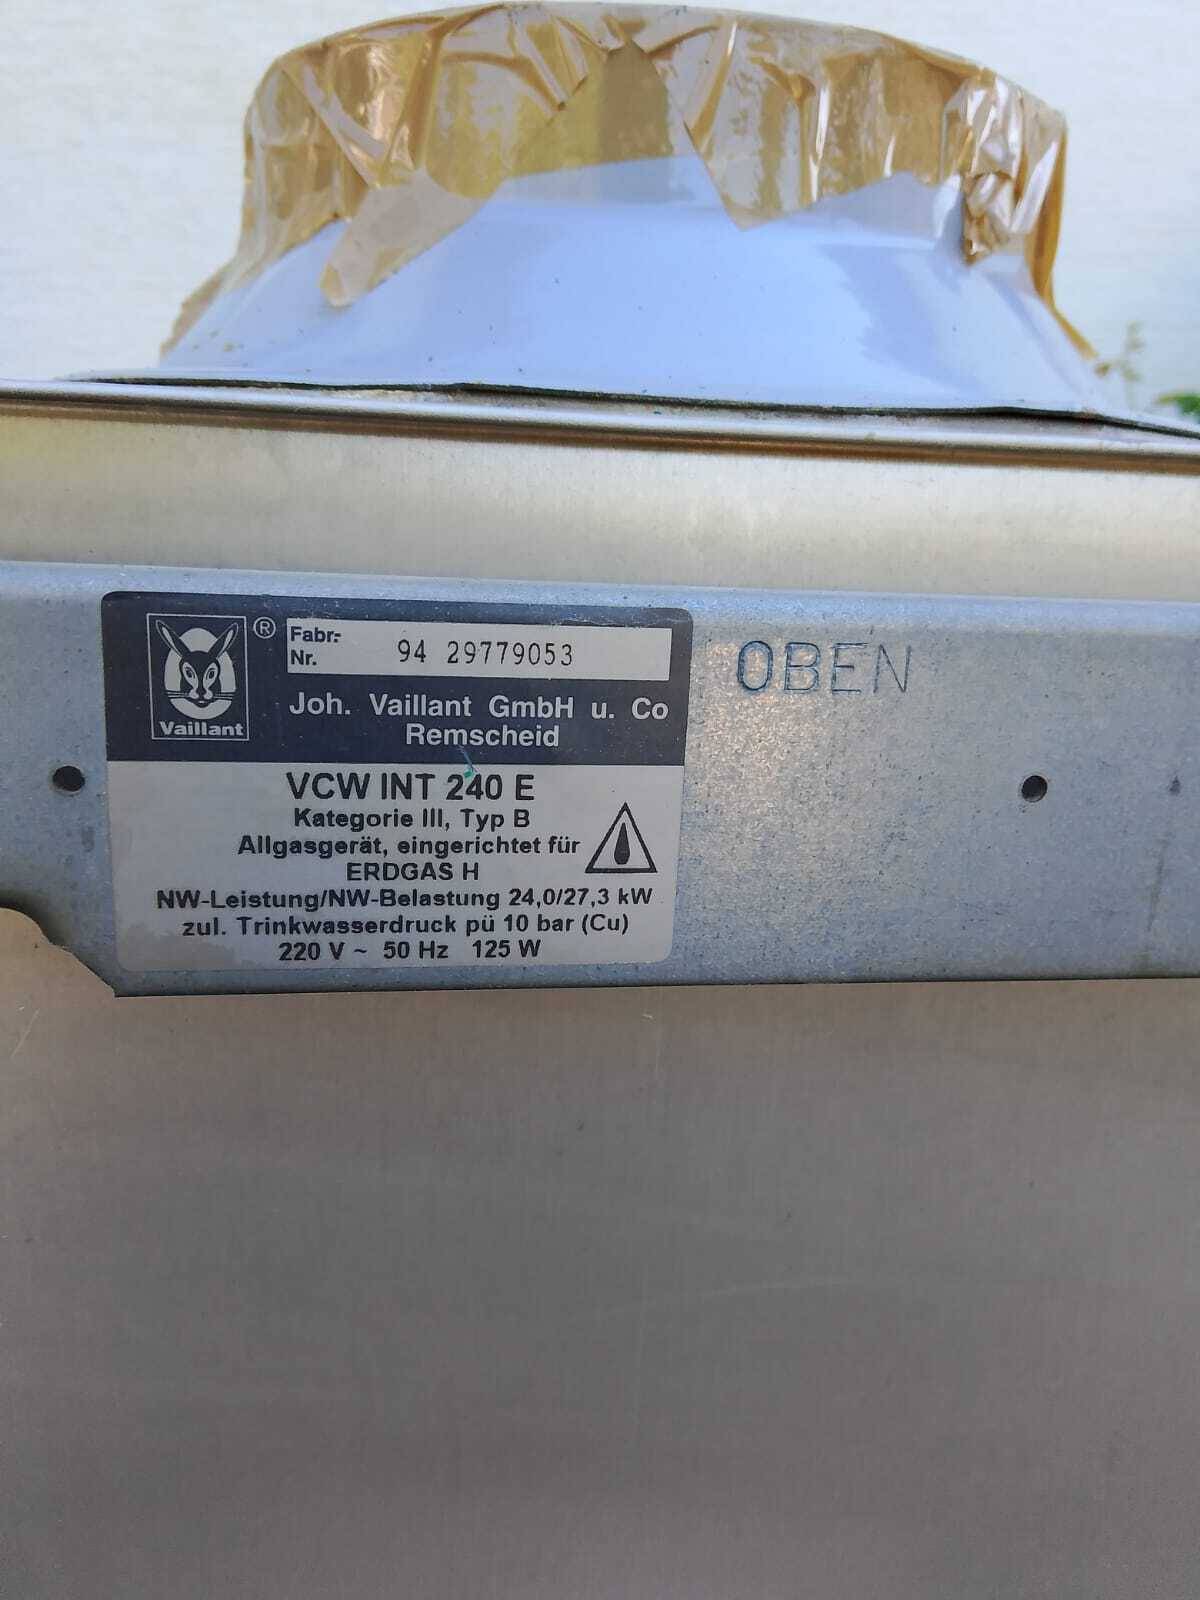 Fabr.-
Nr. 94 29779053
®
Vaillant
Joh. Vaillant GmbH u. Co
Remscheid
OBEN
VCW INT 240 E
Kategorie III, Typ B
Allgasgerät, eingerichtet für
ERDGAS H
NW-Leistung/NW-Belastung 24,0/27,3 kW
zul. Trinkwasserdruck pü 10 bar (Cu)
220 V ~ 50 Hz 125 W